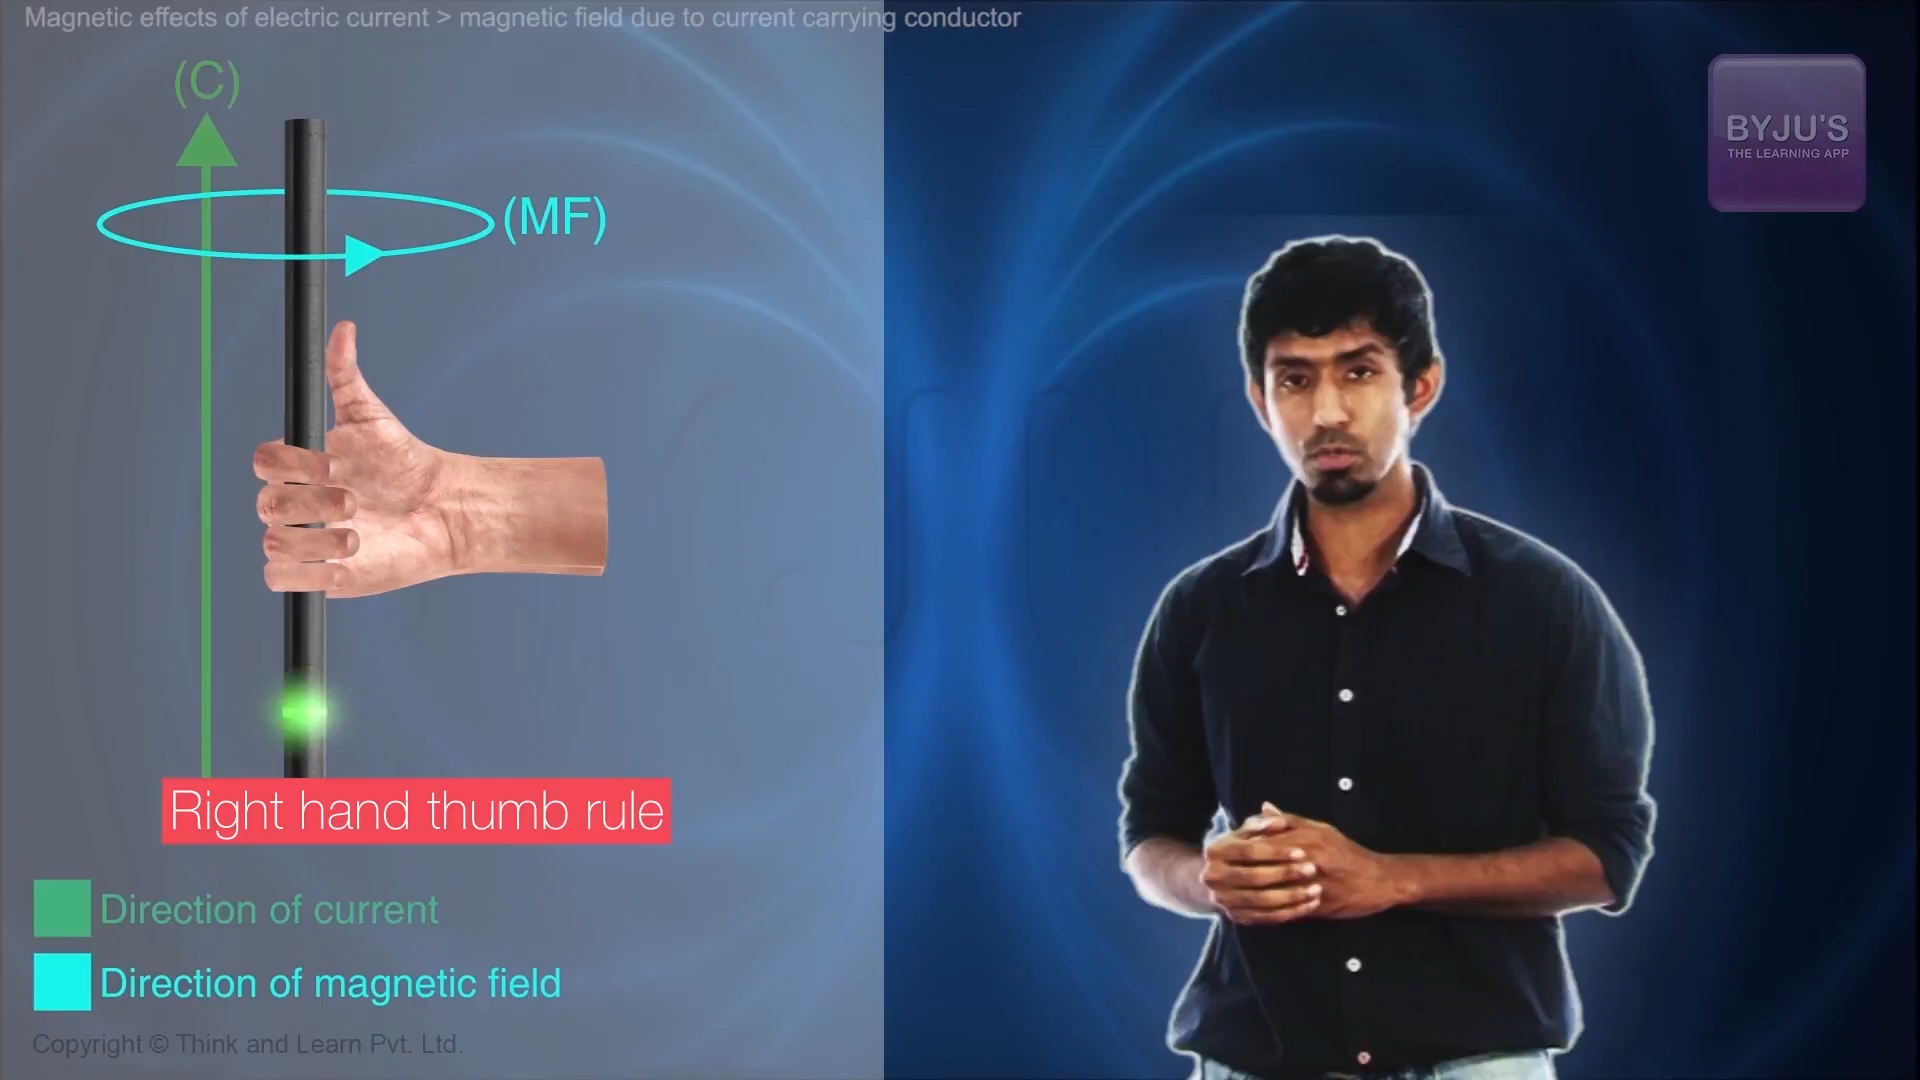 Magnetic effects of electric current > magnetic field due to current carrying conductor
(C)
(MF)
BYJU'S
THE LEARNING APP
Right hand thumb rule
Direction of current
Direction of magnetic field
Copyright © Think and Learn Pvt. Ltd.